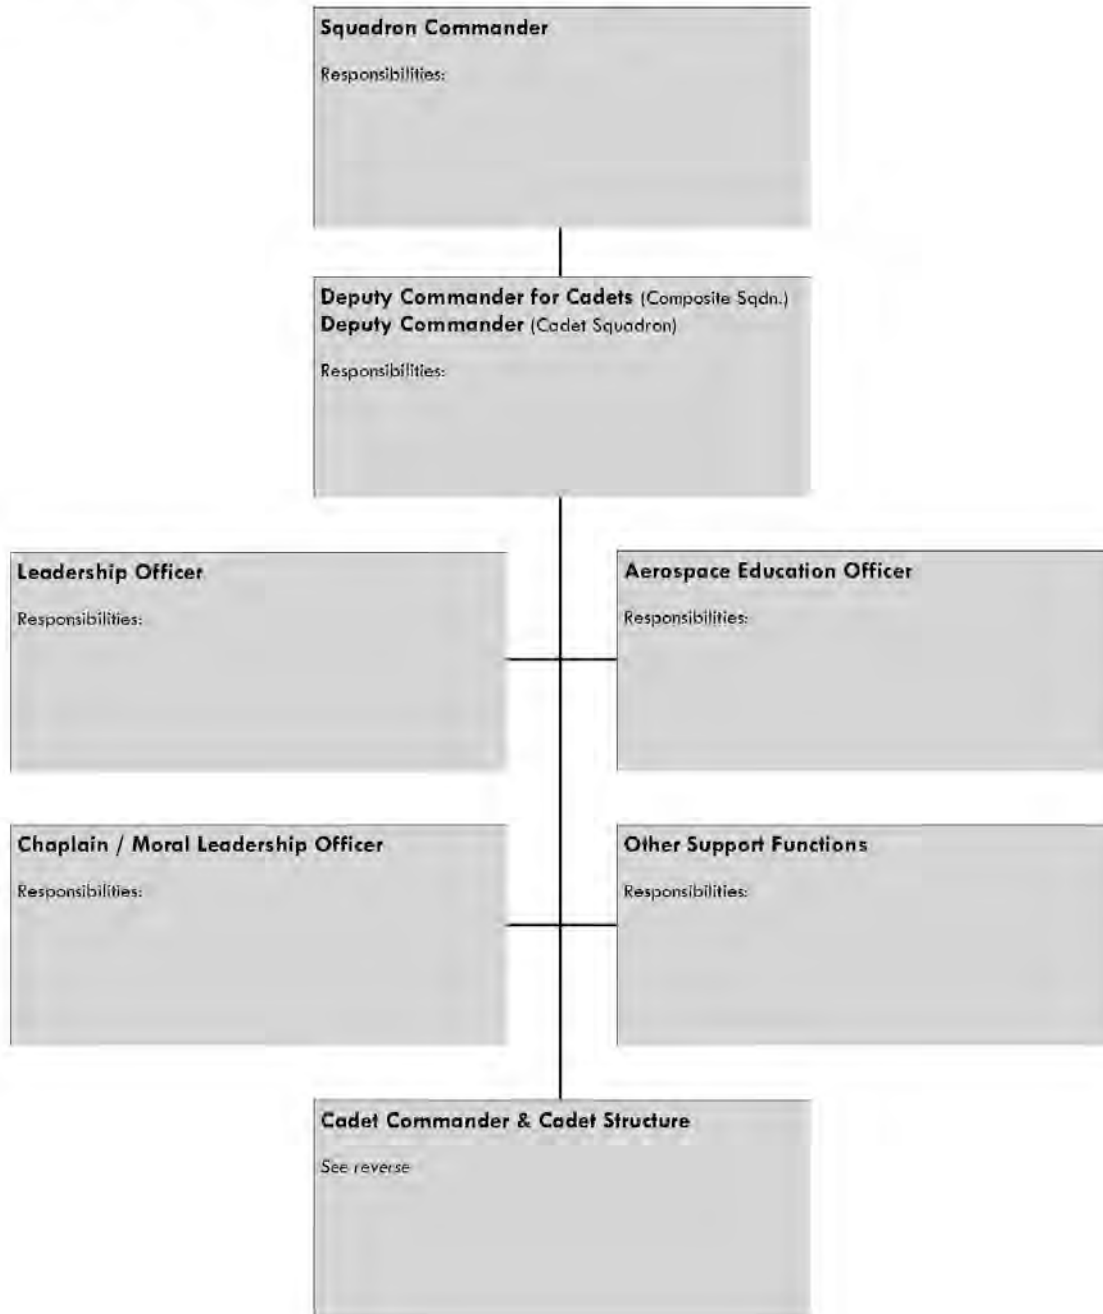 Squadron Commander
Responsibilities:
Deputy Commander for Cadets (Composite Sqdn.)
Deputy Commander (Cadet Squadron)
Responsibilities:
Leadership Officer
Responsibilities:
Aerospace Education Officer
Responsibilities:
Chaplain / Moral Leadership Officer
Responsibilities:
Other Support Functions
Responsibilities:
Cadet Commander & Cadet Structure
See reverse